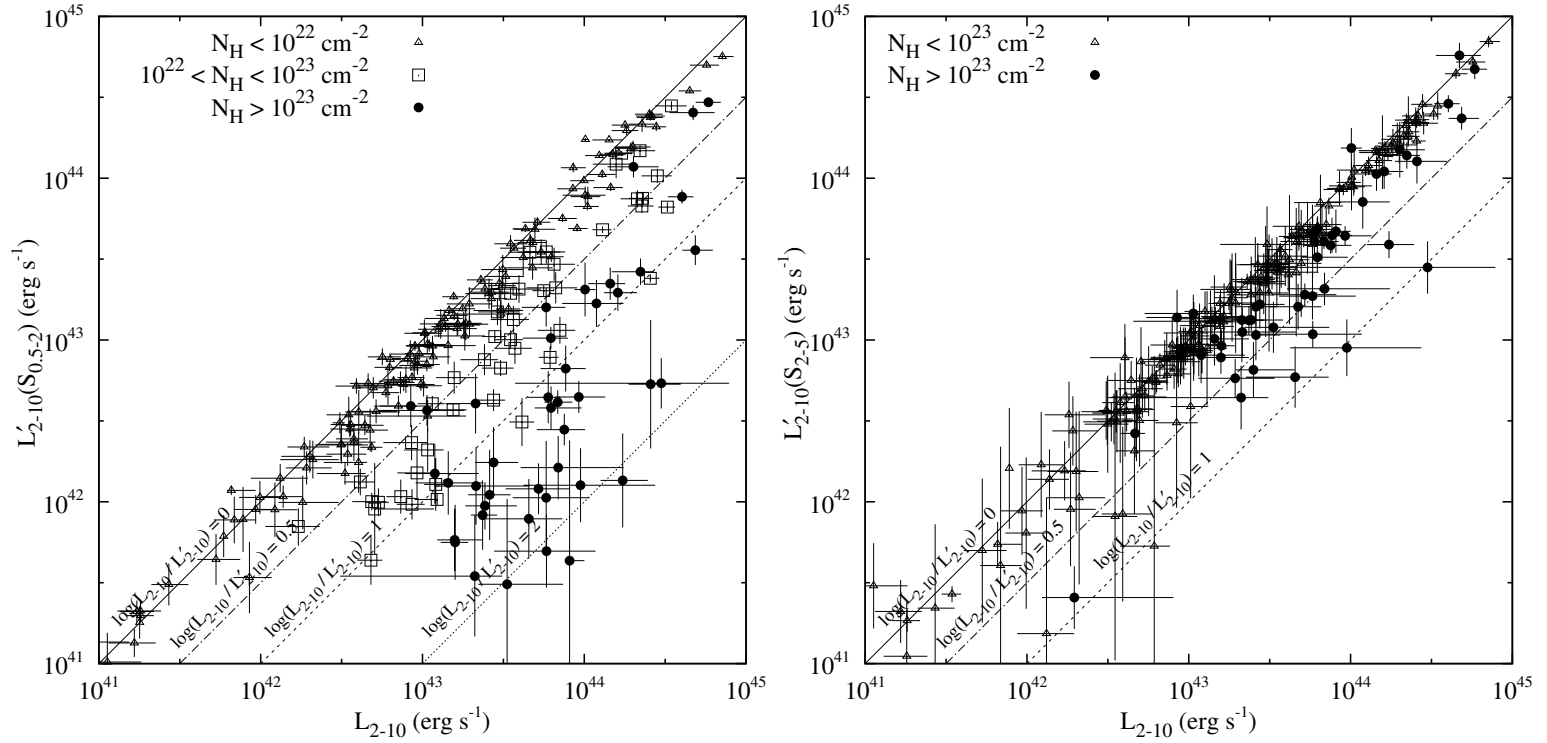 10^45
10^44
10^43
10^42
10^41
L'_2-10(S_0.5-2) (erg s^-1)
N_H < 10^22 cm^-2
10^22 < N_H < 10^23 cm^-2
N_H > 10^23 cm^-2
log(L_2-10 / L'_2-10) = 0
log(L_2-10 / L'_2-10) = 0.5
log(L_2-10 / L'_2-10) = 1
log(L_2-10 / L'_2-10) = 2
10^41 10^42 10^43 10^44 10^45
L_2-10 (erg s^-1)
10^45
10^44
10^43
10^42
10^41
L'_2-10(S_2-5) (erg s^-1)
N_H < 10^23 cm^-2
N_H > 10^23 cm^-2
log(L_2-10 / L'_2-10) = 0
log(L_2-10 / L'_2-10) = 0.5
log(L_2-10 / L'_2-10) = 1
10^41 10^42 10^43 10^44 10^45
L_2-10 (erg s^-1)